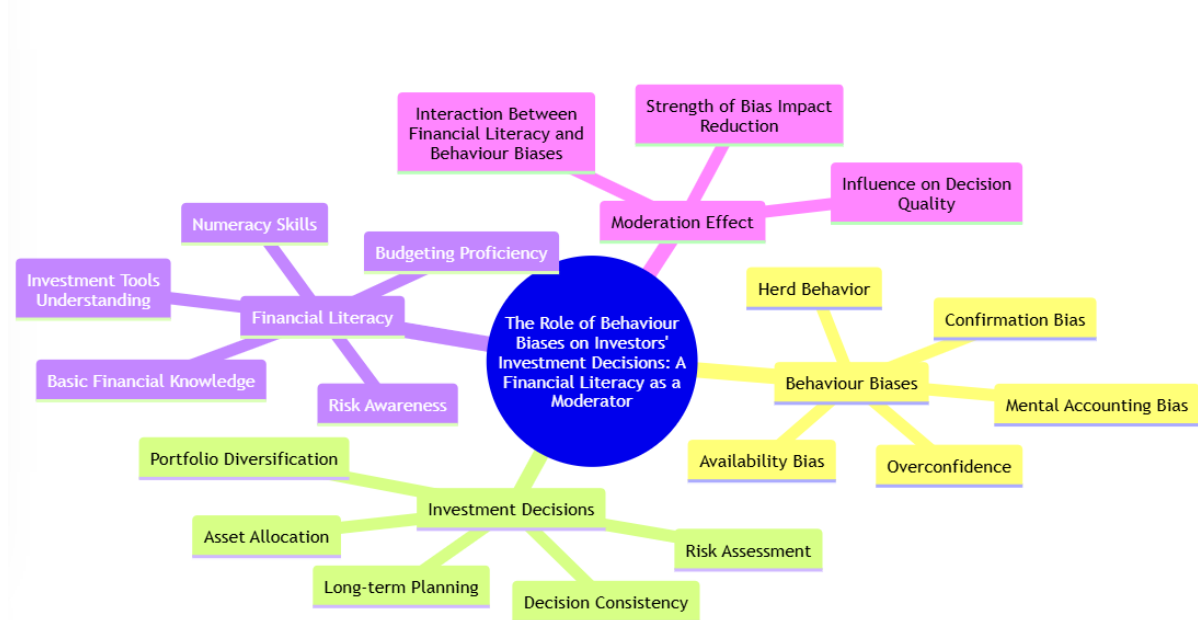 The Role of Behaviour
Biases on Investors'
Investment Decisions: A
Financial Literacy as a
Moderator
Moderation Effect
Interaction Between
Financial Literacy and
Behaviour Biases
Strength of Bias Impact
Reduction
Influence on Decision
Quality
Financial Literacy
Numeracy Skills
Budgeting Proficiency
Investment Tools
Understanding
Basic Financial Knowledge
Risk Awareness
Behaviour Biases
Herd Behavior
Confirmation Bias
Mental Accounting Bias
Overconfidence
Availability Bias
Investment Decisions
Portfolio Diversification
Asset Allocation
Long-term Planning
Decision Consistency
Risk Assessment